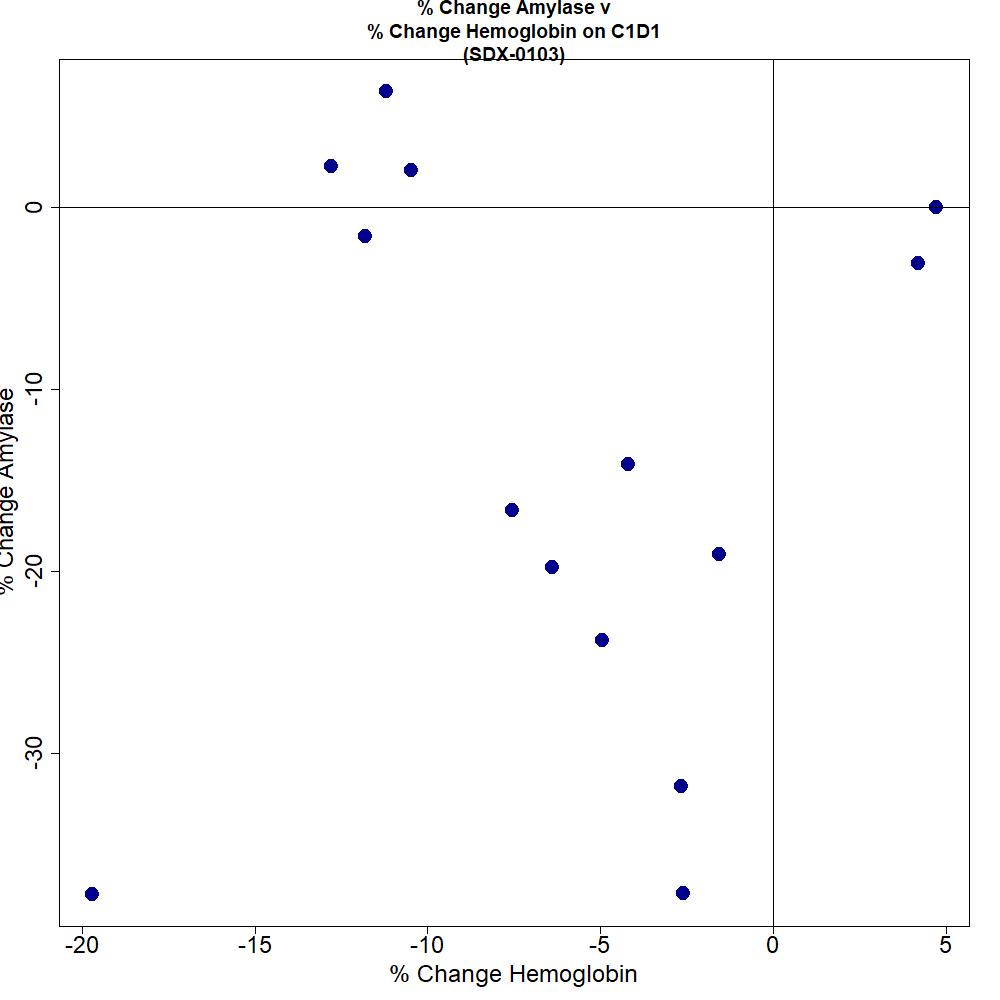 % Change Amylase v
% Change Hemoglobin on C1D1
(SDX-0103)
% Change Amylase
0
-10
-20
-30
-20
-15
-10
-5
0
5
% Change Hemoglobin